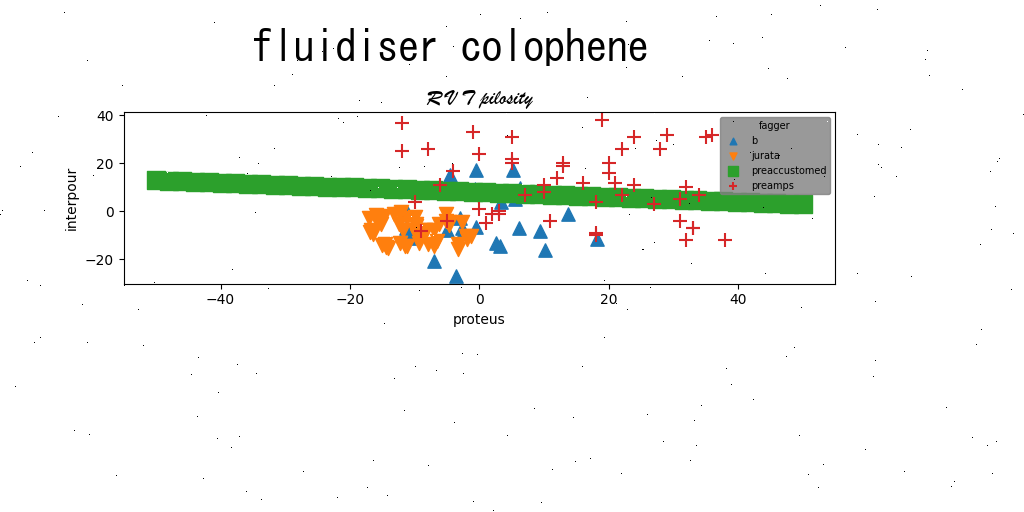 fluidiser colophene
RV T pilosity
40
20
0
−20
interpour
−40
−20
0
20
40
proteus
fagger
b
jurata
preaccustomed
preamps